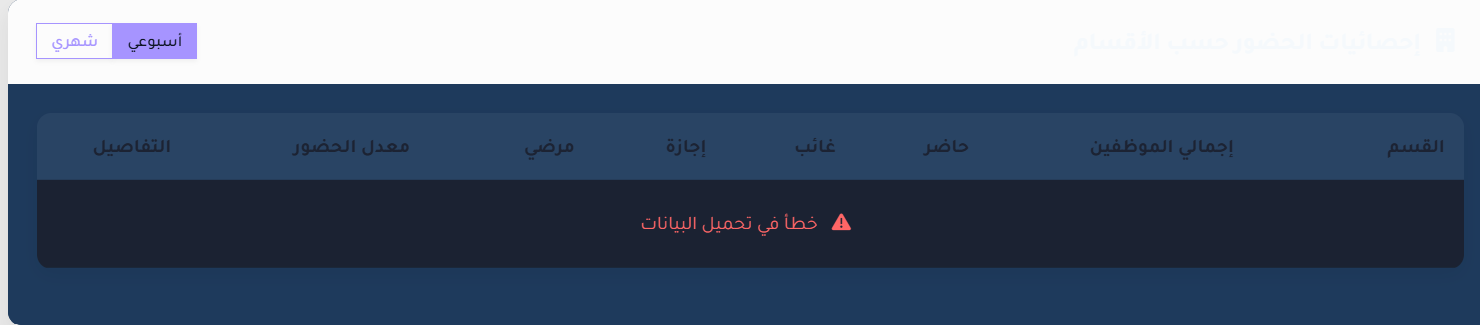 إحصائيات الحضور حسب الأقسام
أسبوعي شهري
القسم إجمالي الموظفين حاضر غائب إجازة مرضي معدل الحضور التفاصيل
خطأ في تحميل البيانات